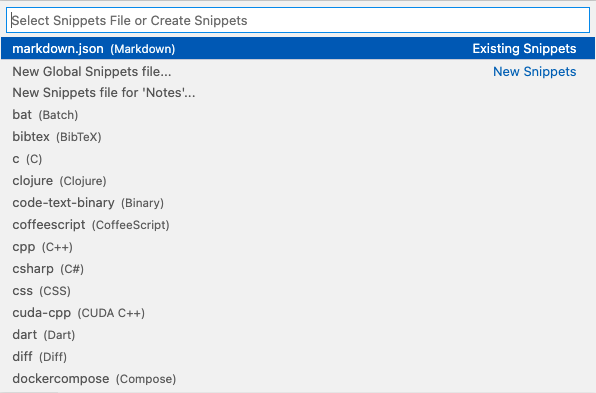 Select Snippets File or Create Snippets
markdown.json (Markdown) Existing Snippets
New Global Snippets file... New Snippets
New Snippets file for 'Notes'...
bat (Batch)
bibtex (BibTeX)
c (C)
clojure (Clojure)
code-text-binary (Binary)
coffeescript (CoffeeScript)
cpp (C++)
csharp (C#)
css (CSS)
cuda-cpp (CUDA C++)
dart (Dart)
diff (Diff)
dockercompose (Compose)